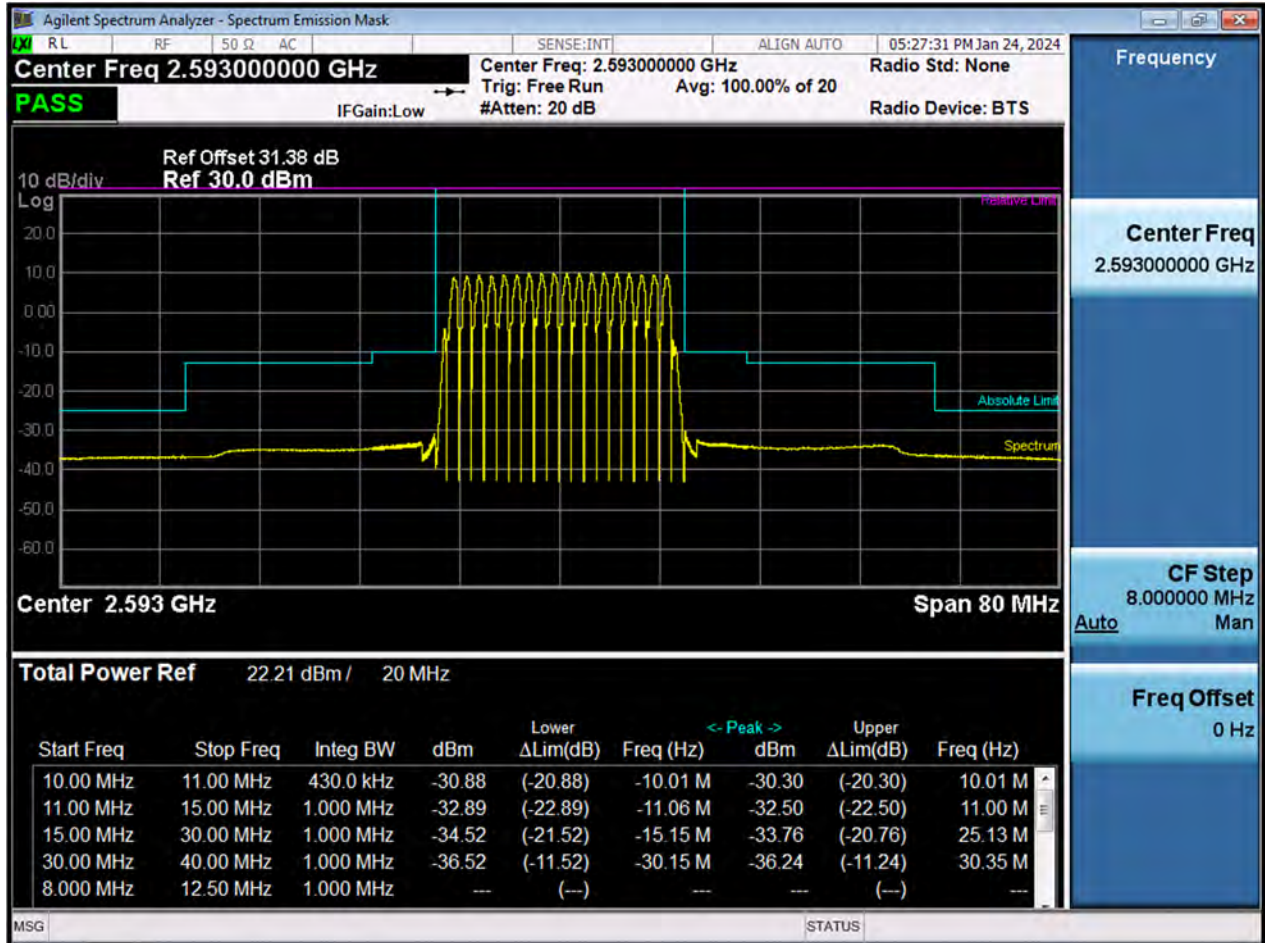 Agilent Spectrum Analyzer - Spectrum Emission Mask
LXI RL RF 50 Ω AC SENSE:INT ALIGN AUTO 05:27:31 PM Jan 24, 2024
Center Freq 2.593000000 GHz Center Freq: 2.593000000 GHz Radio Std: None
Trig: Free Run Avg: 100.00% of 20
PASS IFGain:Low #Atten: 20 dB Radio Device: BTS
Ref Offset 31.38 dB
10 dB/div Ref 30.0 dBm
Log
Relative Limit
20.0
10.0
0.00
-10.0
-20.0
Absolute Limit
-30.0
Spectrum
-40.0
-50.0
-60.0
Center 2.593 GHz Span 80 MHz
Total Power Ref 22.21 dBm / 20 MHz
Lower <- Peak -> Upper
Start Freq Stop Freq Integ BW dBm ΔLim(dB) Freq (Hz) dBm ΔLim(dB) Freq (Hz)
10.00 MHz 11.00 MHz 430.0 kHz -30.88 (-20.88) -10.01 M -30.30 (-20.30) 10.01 M
11.00 MHz 15.00 MHz 1.000 MHz -32.89 (-22.89) -11.06 M -32.50 (-22.50) 11.00 M
15.00 MHz 30.00 MHz 1.000 MHz -34.52 (-21.52) -15.15 M -33.76 (-20.76) 25.13 M
30.00 MHz 40.00 MHz 1.000 MHz -36.52 (-11.52) -30.15 M -36.24 (-11.24) 30.35 M
8.000 MHz 12.50 MHz 1.000 MHz --- (---) --- --- (---) ---
MSG STATUS
Frequency
Center Freq
2.593000000 GHz
CF Step
8.000000 MHz
Auto Man
Freq Offset
0 Hz